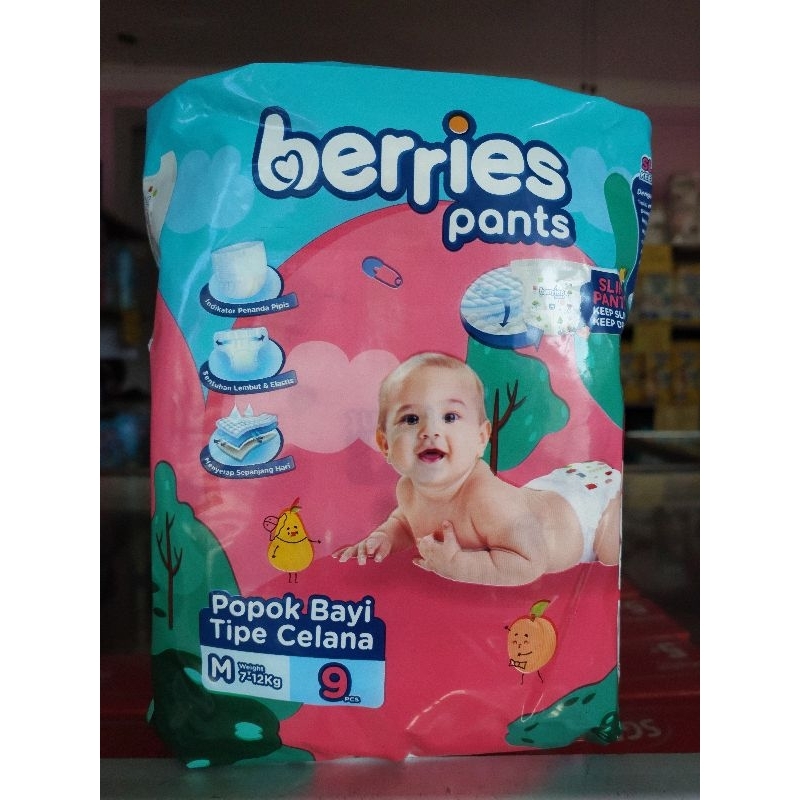 berries
pants
Indikator Penanda Pipis
SLIM
PANTS
KEEP SLIM
KEEP DRY
Sentuhan Lembut & Elastis
Menyerap Sepanjang Hari
Popok Bayi
Tipe Celana
M Weight
7-12Kg
9
PCS